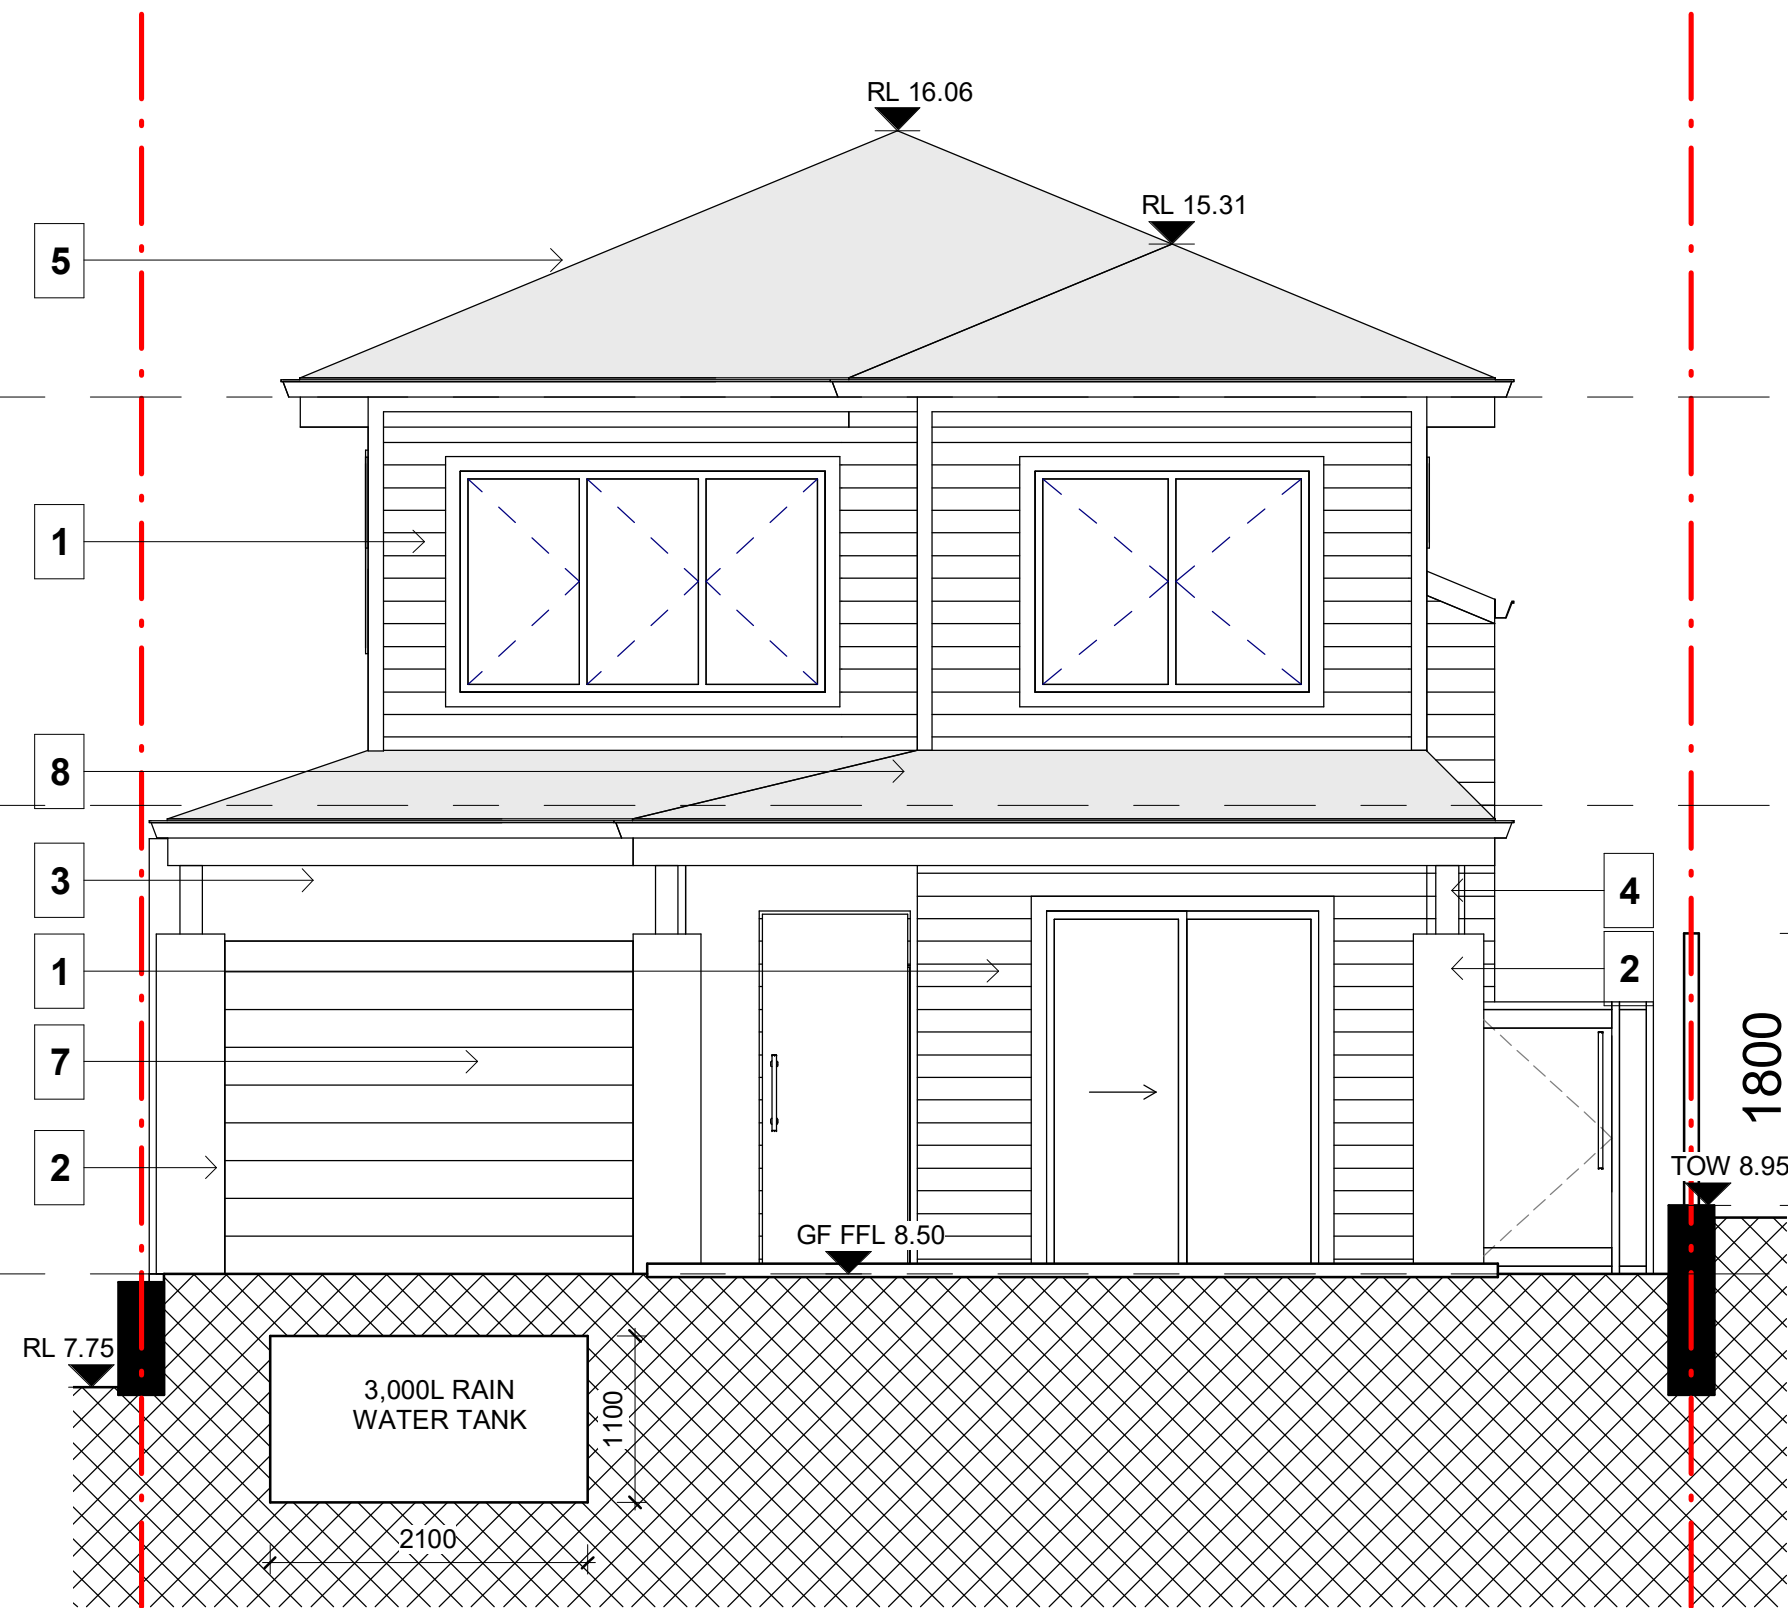 RL 16.06
RL 15.31
5
1
8
3
4
1
2
7
1800
2
TOW 8.95
GF FFL 8.50
RL 7.75
3,000L RAIN
WATER TANK
1100
2100